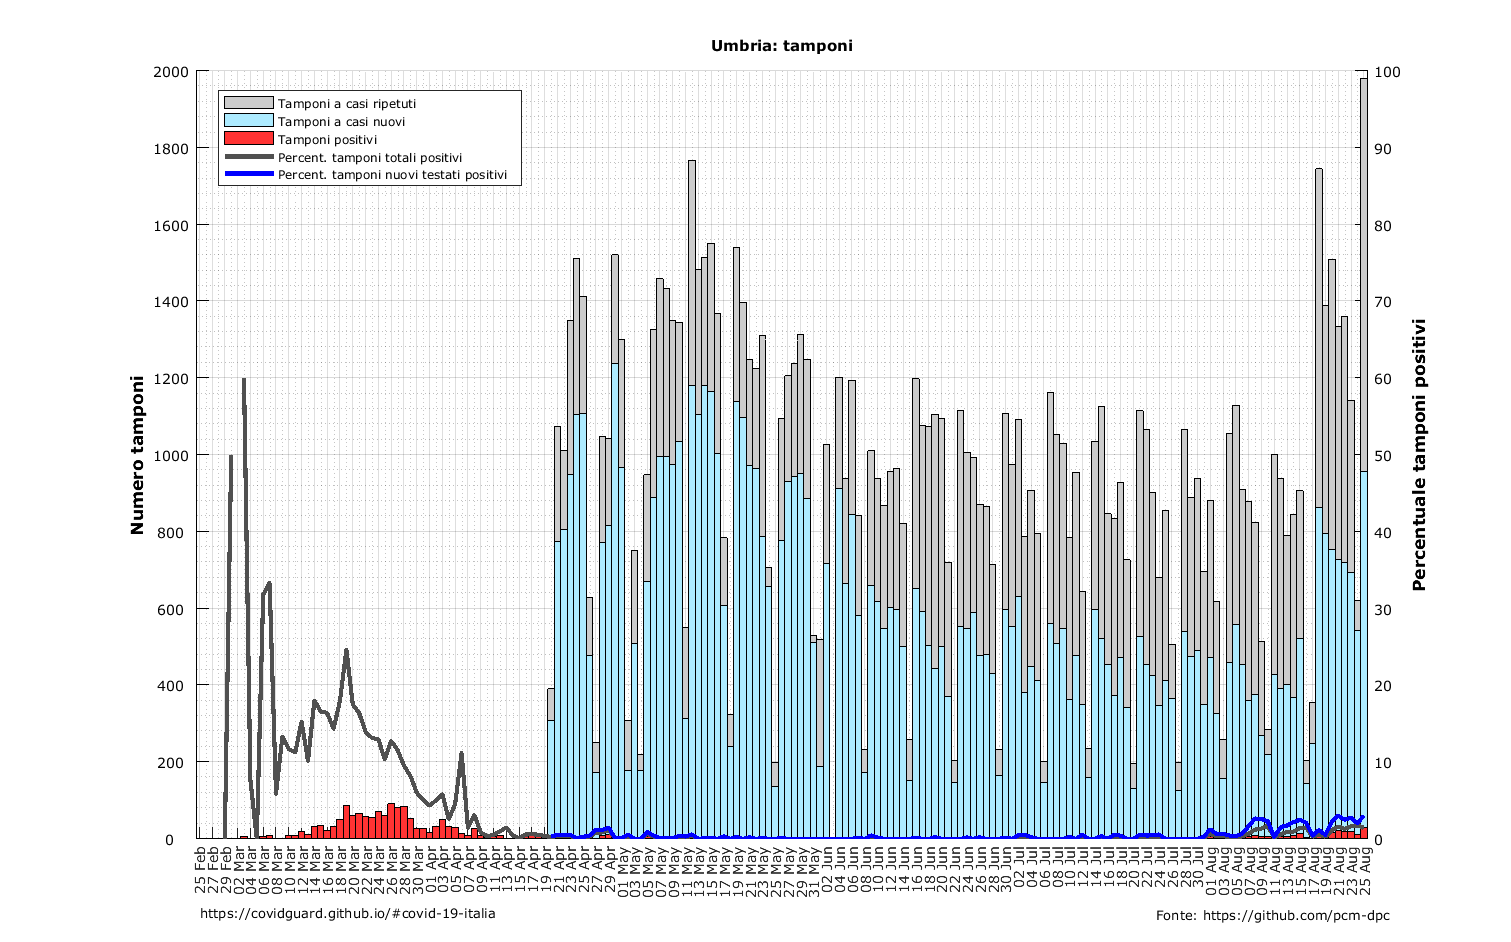 Umbria: tamponi
Tamponi a casi ripetuti
Tamponi a casi nuovi
Tamponi positivi
Percent. tamponi totali positivi
Percent. tamponi nuovi testati positivi
Numero tamponi
2000
1800
1600
1400
1200
1000
800
600
400
200
0
100
90
80
70
60
50
40
30
20
10
0
Percentuale tamponi positivi
25 Feb
27 Feb
29 Feb
02 Mar
04 Mar
06 Mar
08 Mar
10 Mar
12 Mar
14 Mar
16 Mar
18 Mar
20 Mar
22 Mar
24 Mar
26 Mar
28 Mar
30 Mar
01 Apr
03 Apr
05 Apr
07 Apr
09 Apr
11 Apr
13 Apr
15 Apr
17 Apr
19 Apr
21 Apr
23 Apr
25 Apr
27 Apr
29 Apr
01 May
03 May
05 May
07 May
09 May
11 May
13 May
15 May
17 May
19 May
21 May
23 May
25 May
27 May
29 May
31 May
02 Jun
04 Jun
06 Jun
08 Jun
10 Jun
12 Jun
14 Jun
16 Jun
18 Jun
20 Jun
22 Jun
24 Jun
26 Jun
28 Jun
30 Jun
02 Jul
04 Jul
06 Jul
08 Jul
10 Jul
12 Jul
14 Jul
16 Jul
18 Jul
20 Jul
22 Jul
24 Jul
26 Jul
28 Jul
30 Jul
01 Aug
03 Aug
05 Aug
07 Aug
09 Aug
11 Aug
13 Aug
15 Aug
17 Aug
19 Aug
21 Aug
23 Aug
25 Aug
https://covidguard.github.io/#covid-19-italia
Fonte: https://github.com/pcm-dpc